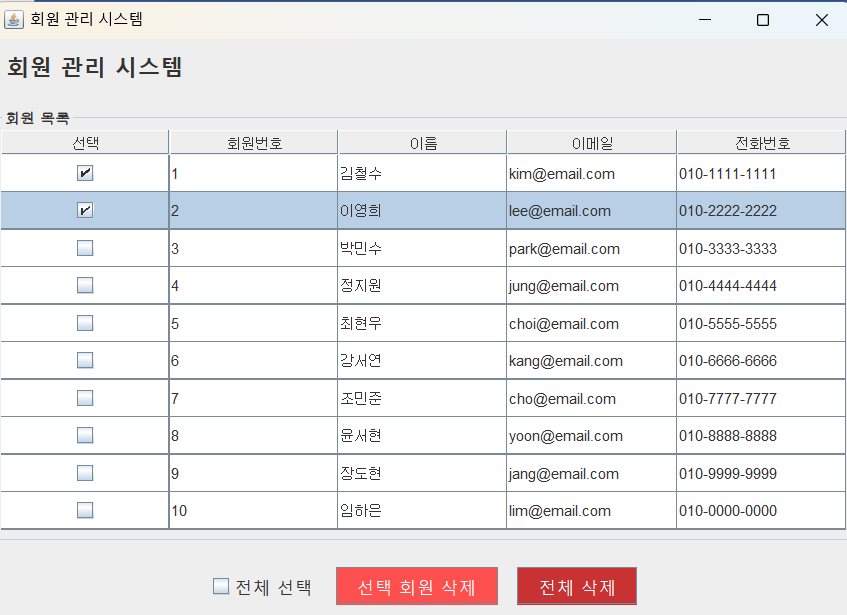 회원 관리 시스템
회원 관리 시스템
회원 목록
선택 회원번호 이름 이메일 전화번호
1 김철수 kim@email.com 010-1111-1111
2 이영희 lee@email.com 010-2222-2222
3 박민수 park@email.com 010-3333-3333
4 정지원 jung@email.com 010-4444-4444
5 최현우 choi@email.com 010-5555-5555
6 강서연 kang@email.com 010-6666-6666
7 조민준 cho@email.com 010-7777-7777
8 윤서현 yoon@email.com 010-8888-8888
9 장도현 jang@email.com 010-9999-9999
10 임하은 lim@email.com 010-0000-0000
전체 선택 선택 회원 삭제 전체 삭제